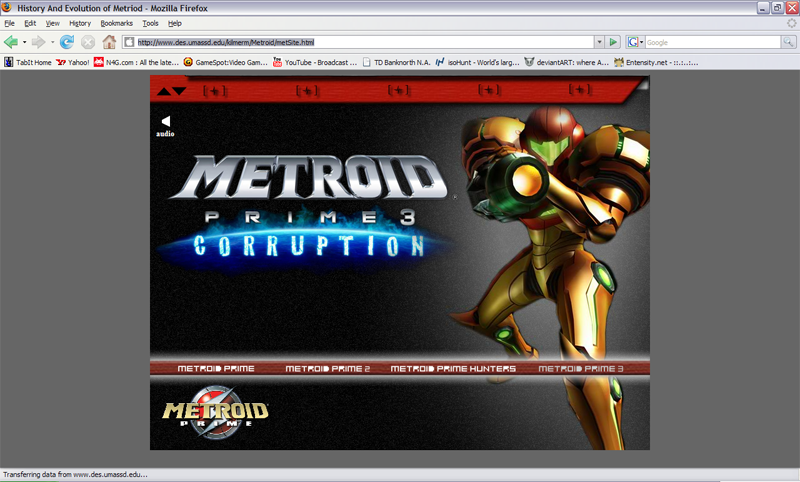 History And Evolution of Metriod - Mozilla Firefox
File Edit View History Bookmarks Tools Help
http://www.des.umassd.edu/kilmerm/Metroid/metSite.html
Google
TabIt Home Yahoo! N4G.com : All the late... GameSpot:Video Gam... YouTube - Broadcast ... TD Banknorth N.A. isoHunt - World's larg... deviantART: where A... Entensity.net - ::.:..:...
[+] [+] [+] [+] [+]
audio
METROID
PRIME 3
CORRUPTION
METROID PRIME METROID PRIME 2 METROID PRIME HUNTERS METROID PRIME 3
METROID
PRIME
Transferring data from www.des.umassd.edu...